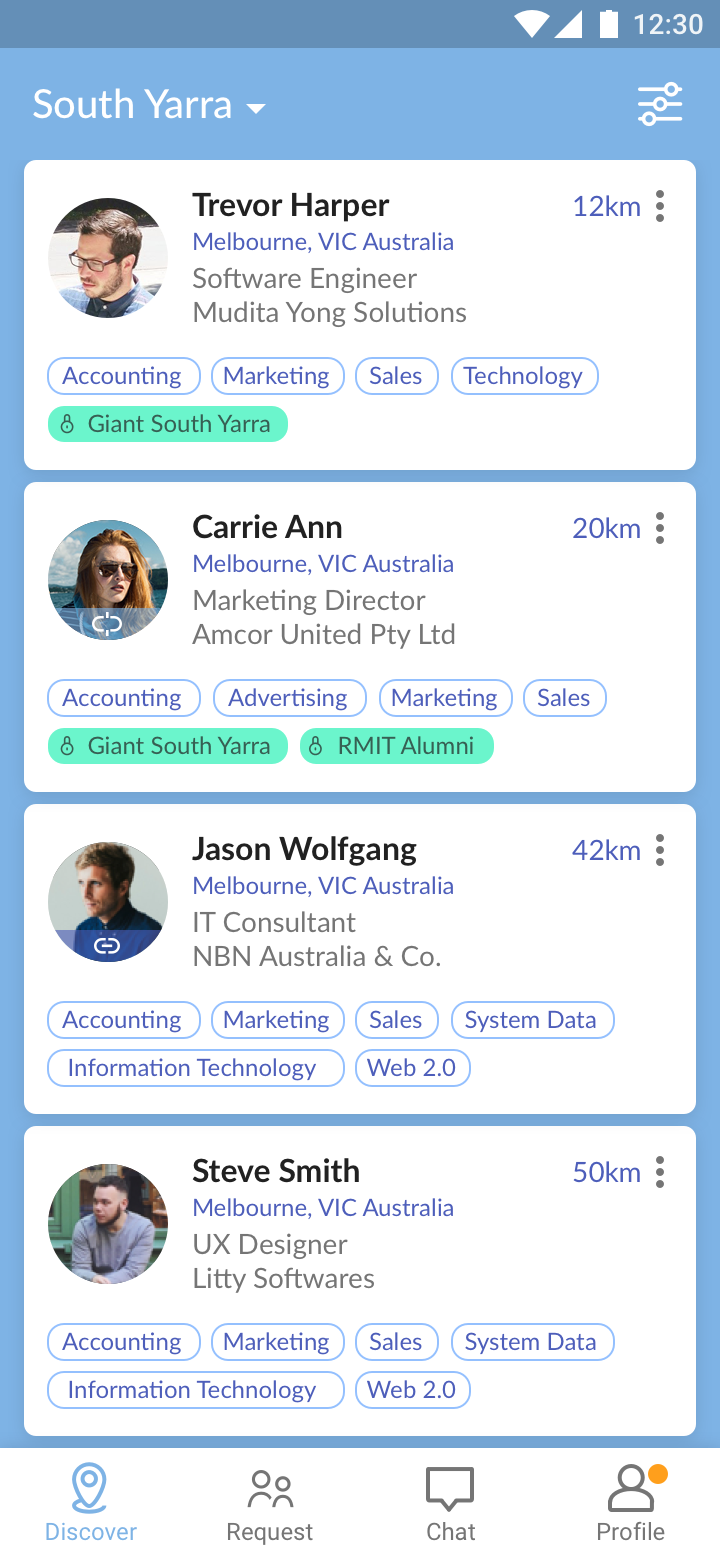 12:30
South Yarra
Trevor Harper 12km
Melbourne, VIC Australia
Software Engineer
Mudita Yong Solutions
Accounting Marketing Sales Technology
Giant South Yarra
Carrie Ann 20km
Melbourne, VIC Australia
Marketing Director
Amcor United Pty Ltd
Accounting Advertising Marketing Sales
Giant South Yarra RMIT Alumni
Jason Wolfgang 42km
Melbourne, VIC Australia
IT Consultant
NBN Australia & Co.
Accounting Marketing Sales System Data
Information Technology Web 2.0
Steve Smith 50km
Melbourne, VIC Australia
UX Designer
Litty Softwares
Accounting Marketing Sales System Data
Information Technology Web 2.0
Discover Request Chat Profile